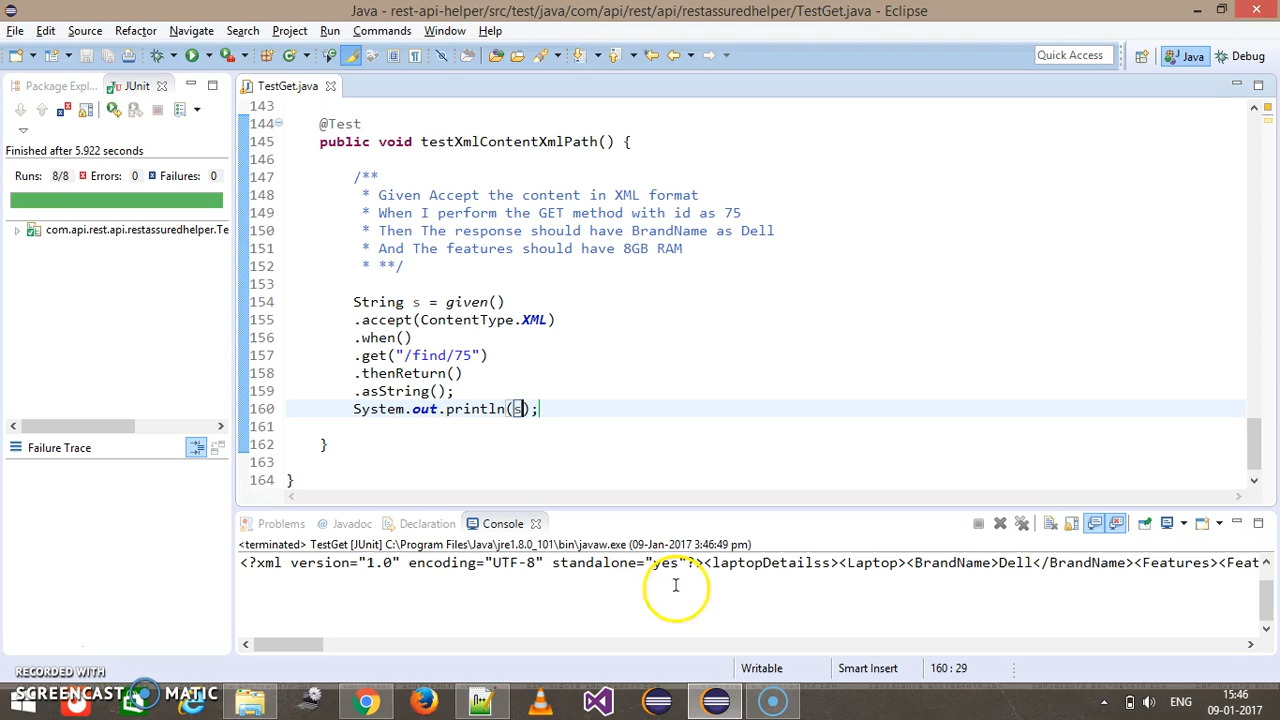 Java - rest-api-helper/src/test/java/com/api/rest/api/restassuredhelper/TestGet.java - Eclipse
File Edit Source Refactor Navigate Search Project Run Commands Window Help
Quick Access Java Debug
Package Expl... JUnit
TestGet.java
Finished after 5.922 seconds
Runs: 8/8 Errors: 0 Failures: 0
com.api.rest.api.restassuredhelper.Te
Failure Trace
143
144 @Test
145 public void testXmlContentXmlPath() {
146
147 /**
148 * Given Accept the content in XML format
149 * When I perform the GET method with id as 75
150 * Then The response should have BrandName as Dell
151 * And The features should have 8GB RAM
152 * **/
153
154 String s = given()
155 .accept(ContentType.XML)
156 .when()
157 .get("/find/75")
158 .thenReturn()
159 .asString();
160 System.out.println(s);
161
162 }
163
164 }
Problems Javadoc Declaration Console
<terminated> TestGet [JUnit] C:\Program Files\Java\jre1.8.0_101\bin\javaw.exe (09-Jan-2017 3:46:49 pm)
<?xml version="1.0" encoding="UTF-8" standalone="yes"?><laptopDetailss><Laptop><BrandName>Dell</BrandName><Features><Feat
Writable Smart Insert 160 : 29
RECORDED WITH
SCREENCAST MATIC
ENG
15:46
09-01-2017